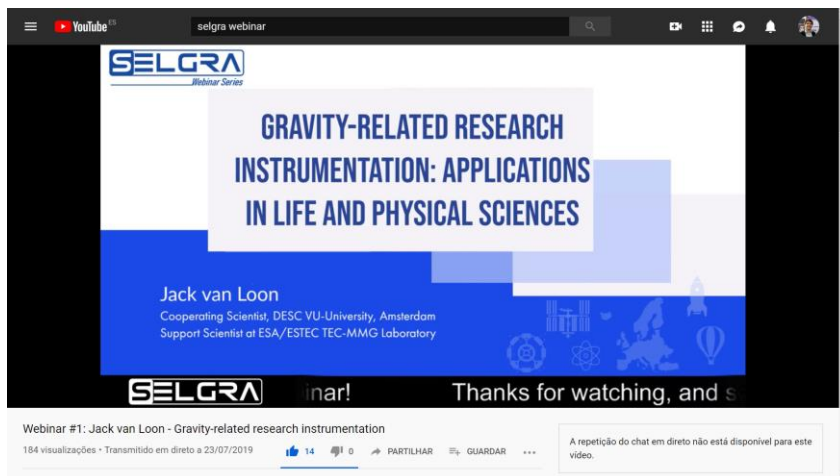 YouTube ES
selgra webinar
SELGRA
Webinar Series
GRAVITY-RELATED RESEARCH
INSTRUMENTATION: APPLICATIONS
IN LIFE AND PHYSICAL SCIENCES
Jack van Loon
Cooperating Scientist, DESC VU-University, Amsterdam
Support Scientist at ESA/ESTEC TEC-MMG Laboratory
SELGRA inar! Thanks for watching, and s
Webinar #1: Jack van Loon - Gravity-related research instrumentation
184 visualizações • Transmitido em direto a 23/07/2019
14 0 PARTILHAR GUARDAR
A repetição do chat em direto não está disponível para este
vídeo.